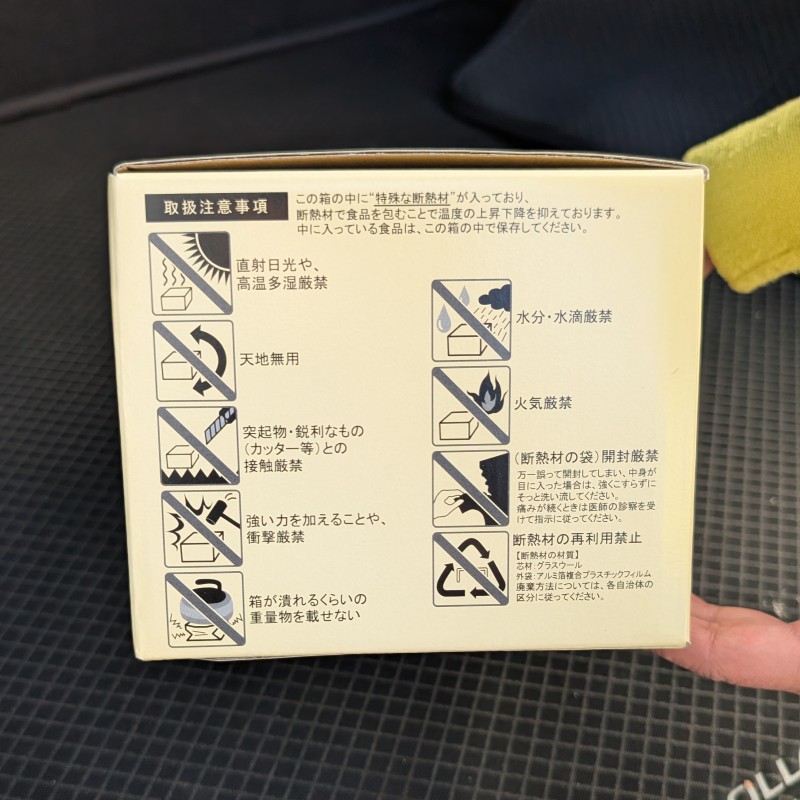 取扱注意事項
この箱の中に“特殊な断熱材”が入っており、
断熱材で食品を包むことで温度の上昇下降を抑えております。
中に入っている食品は、この箱の中で保存してください。
直射日光や、
高温多湿厳禁
天地無用
突起物・鋭利なもの
(カッター等)との
接触厳禁
強い力を加えることや、
衝撃厳禁
箱が潰れるくらいの
重量物を載せない
水分・水滴厳禁
火気厳禁
(断熱材の袋)開封厳禁
万一誤って開封してしまい、中身が
目に入った場合は、強くこすらずに
そっと洗い流してください。
痛みが続くときは医師の診察を受
けて指示に従ってください。
断熱材の再利用禁止
【断熱材の材質】
芯材:グラスウール
外袋:アルミ箔複合プラスチックフィルム
廃棄方法については、各自治体の
区分に従ってください。